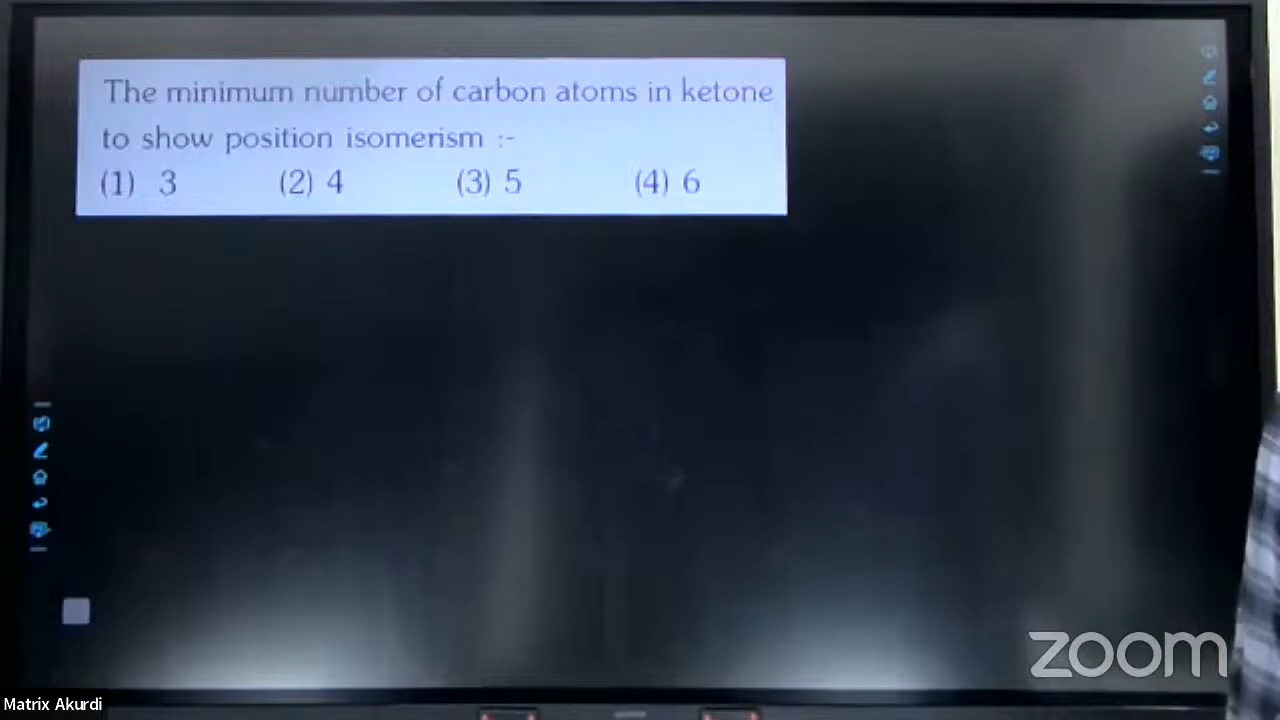 The minimum number of carbon atoms in ketone
to show position isomerism :-
(1) 3 (2) 4 (3) 5 (4) 6
zoom
Matrix Akurdi